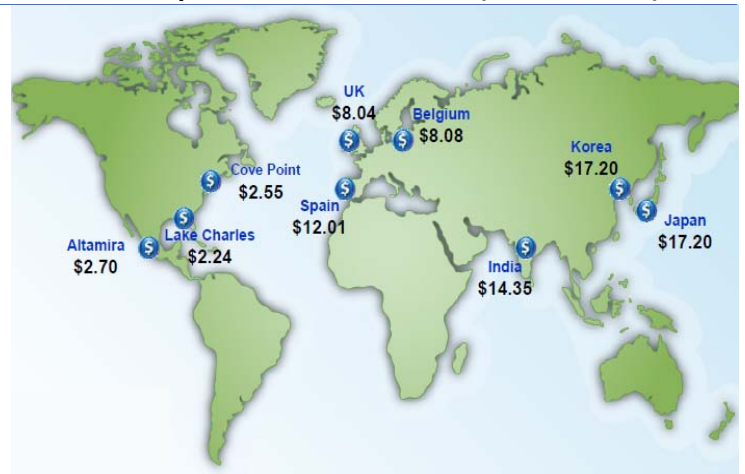 UK
$8.04
Belgium
$8.08
Korea
$17.20
Cove Point
$2.55
Spain
$12.01
Japan
$17.20
Altamira
$2.70
Lake Charles
$2.24
India
$14.35